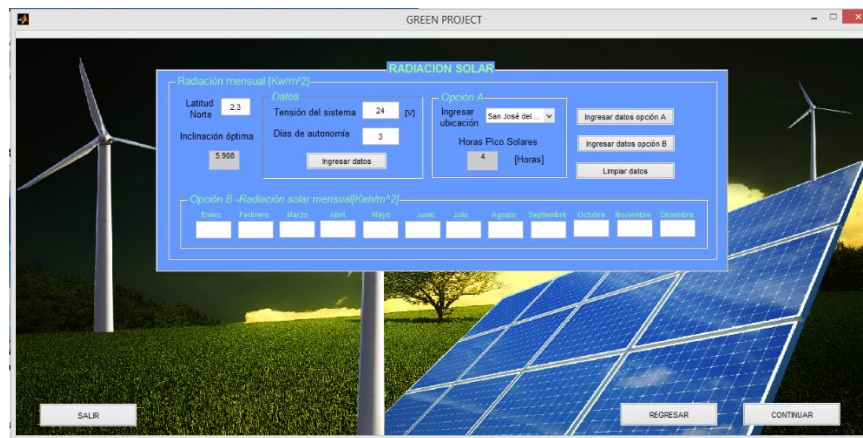 GREEN PROJECT
RADIACION SOLAR
Radiación mensual [Kw/m^2]
Latitud Norte 2.3
Inclinación óptima
5.908
Datos
Tensión del sistema 24 [V]
Días de autonomía 3
Ingresar datos
Opción A
Ingresar ubicación San José del ...
Horas Pico Solares
4 [Horas]
Ingresar datos opción A
Ingresar datos opción B
Limpiar datos
Opción B -Radiación solar mensual[Kwh/m^2]
Enero Ferbrero Marzo Abril Mayo Junio Julio Agosto Septiembre Octubre Noviembre Diciembre
SALIR REGRESAR CONTINUAR